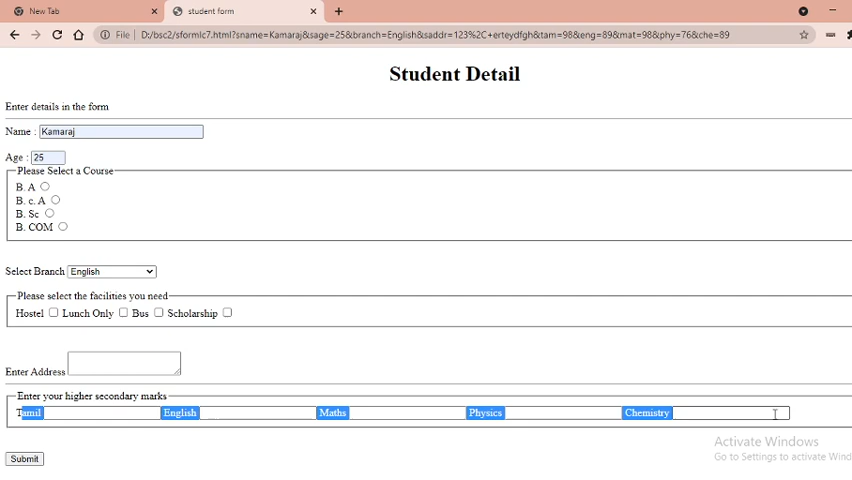 New Tab
student form
File D:/bsc2/sformlc7.html?sname=Kamaraj&sage=25&branch=English&saddr=123%2C+erteydfgh&tam=98&eng=89&mat=98&phy=76&che=89
Student Detail
Enter details in the form
Name : Kamaraj
Age : 25
Please Select a Course
B. A
B. c. A
B. Sc
B. COM
Select Branch English
Please select the facilities you need
Hostel Lunch Only Bus Scholarship
Enter Address
Enter your higher secondary marks
Tamil English Maths Physics Chemistry
Activate Windows
Go to Settings to activate Wind
Submit